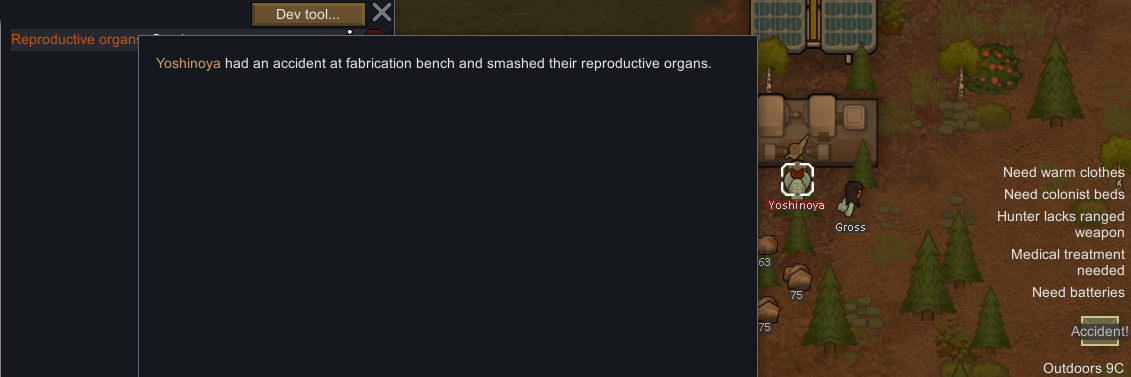 Dev tool...
Reproductive organs
Yoshinoya had an accident at fabrication bench and smashed their reproductive organs.
Yoshinoya
Gross
63
75
75
Need warm clothes
Need colonist beds
Hunter lacks ranged
weapon
Medical treatment
needed
Need batteries
Accident!
Outdoors 9C